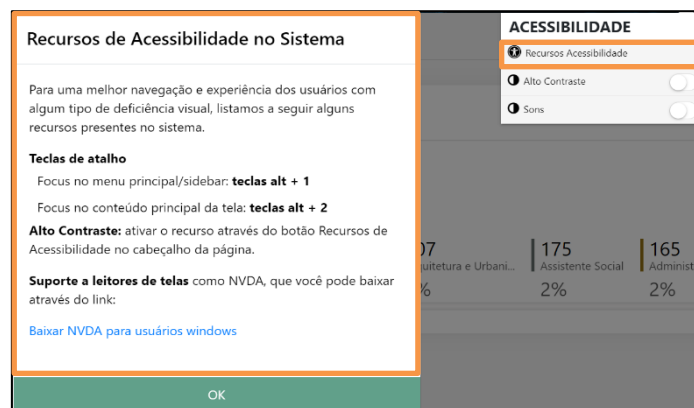 Recursos de Acessibilidade no Sistema
Para uma melhor navegação e experiência dos usuários com
algum tipo de deficiência visual, listamos a seguir alguns
recursos presentes no sistema.
Teclas de atalho
Focus no menu principal/sidebar: teclas alt + 1
Focus no conteúdo principal da tela: teclas alt + 2
Alto Contraste: ativar o recurso através do botão Recursos de
Acessibilidade no cabeçalho da página.
Suporte a leitores de telas como NVDA, que você pode baixar
através do link:
Baixar NVDA para usuários windows
OK
ACESSIBILIDADE
Recursos Acessibilidade
Alto Contraste
Sons
07
uitetura e Urbani...
%
175
Assistente Social
2%
165
Administ
2%